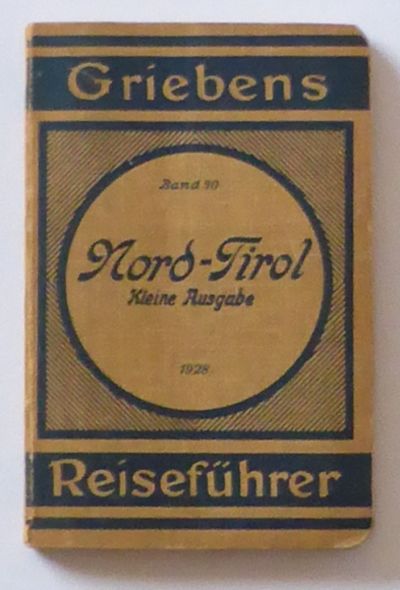 Griebens
Band 90
Nord-Tirol
Kleine Ausgabe
1928
Reiseführer